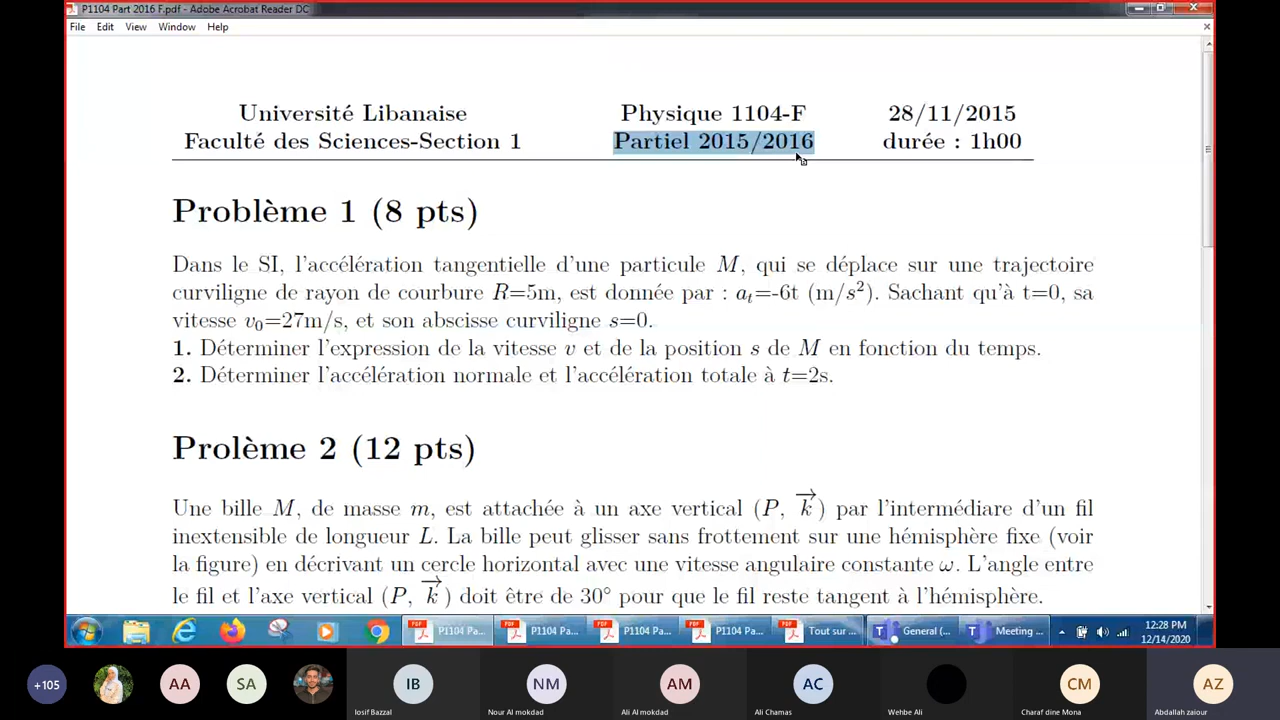 P1104 Part 2016 F.pdf - Adobe Acrobat Reader DC
File Edit View Window Help
Université Libanaise Physique 1104-F 28/11/2015
Faculté des Sciences-Section 1 Partiel 2015/2016 durée : 1h00
Problème 1 (8 pts)
Dans le SI, l'accélération tangentielle d'une particule M, qui se déplace sur une trajectoire
curviligne de rayon de courbure R=5m, est donnée par : aₜ=-6t (m/s²). Sachant qu'à t=0, sa
vitesse v₀=27m/s, et son abscisse curviligne s=0.
1. Déterminer l'expression de la vitesse v et de la position s de M en fonction du temps.
2. Déterminer l'accélération normale et l'accélération totale à t=2s.
Prolème 2 (12 pts)
Une bille M, de masse m, est attachée à un axe vertical (P, k⃗) par l'intermédiare d'un fil
inextensible de longueur L. La bille peut glisser sans frottement sur une hémisphère fixe (voir
la figure) en décrivant un cercle horizontal avec une vitesse angulaire constante ω. L'angle entre
le fil et l'axe vertical (P, k⃗) doit être de 30° pour que le fil reste tangent à l'hémisphère.
P1104 Pa... P1104 Pa... P1104 Pa... P1104 Pa... Tout sur ... General (... Meeting ... 12:28 PM
12/14/2020
+105 AA SA IB NM AM AC CM AZ
Iosif Bazzal Nour Al mokdad Ali Al mokdad Ali Chamas Wehbe Ali Charaf dine Mona Abdallah zaiour